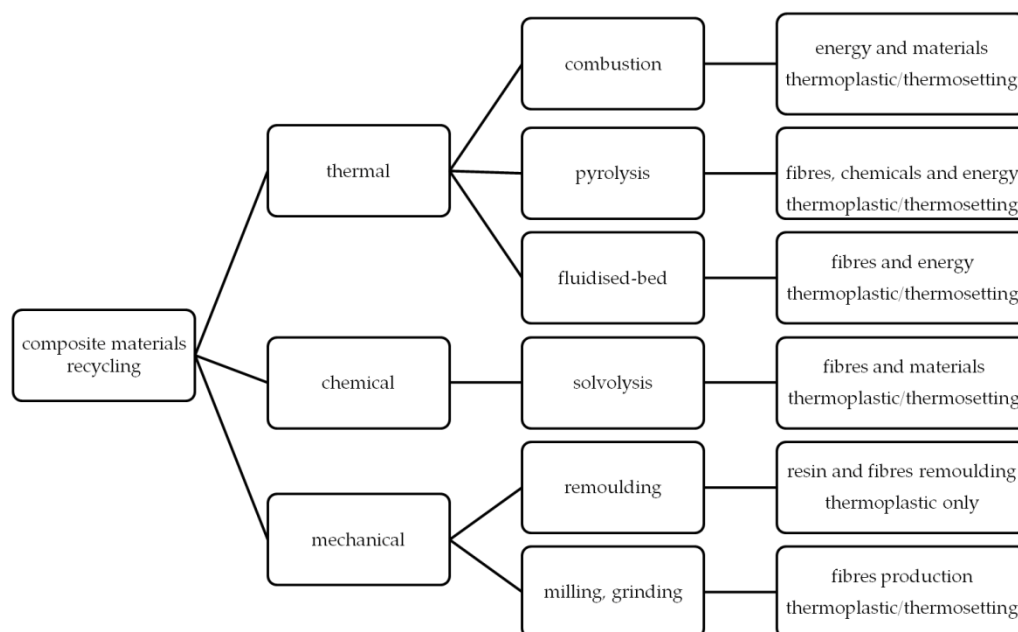 composite materials
recycling
thermal
combustion
energy and materials
thermoplastic/thermosetting
pyrolysis
fibres, chemicals and energy
thermoplastic/thermosetting
fluidised-bed
fibres and energy
thermoplastic/thermosetting
chemical
solvolysis
fibres and materials
thermoplastic/thermosetting
mechanical
remoulding
resin and fibres remoulding
thermoplastic only
milling, grinding
fibres production
thermoplastic/thermosetting